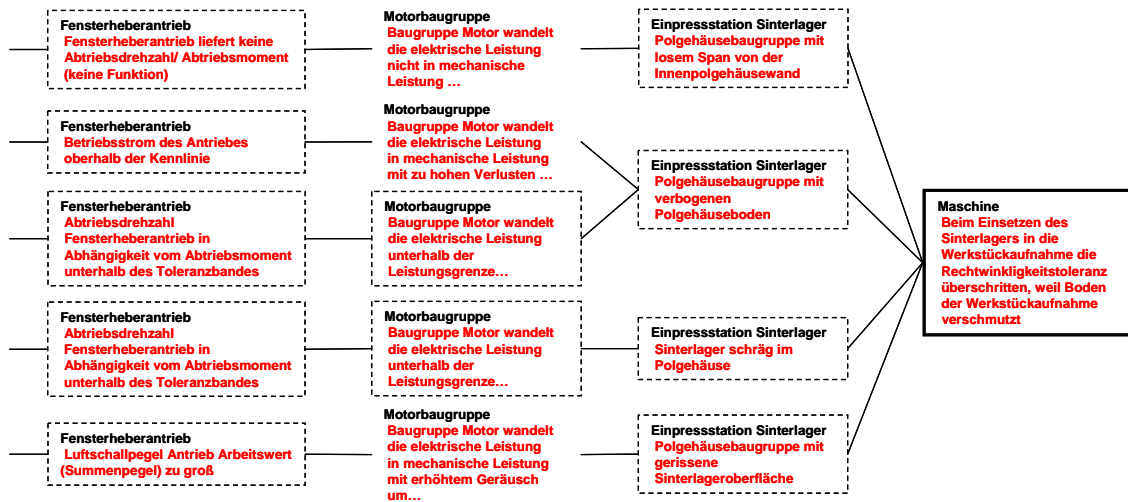 Fensterheberantrieb
Fensterheberantrieb liefert keine
Abtriebsdrehzahl/ Abtriebsmoment
(keine Funktion)
Fensterheberantrieb
Betriebsstrom des Antriebes
oberhalb der Kennlinie
Fensterheberantrieb
Abtriebsdrehzahl
Fensterheberantrieb in
Abhängigkeit vom Abtriebsmoment
unterhalb des Toleranzbandes
Fensterheberantrieb
Abtriebsdrehzahl
Fensterheberantrieb in
Abhängigkeit vom Abtriebsmoment
unterhalb des Toleranzbandes
Fensterheberantrieb
Luftschallpegel Antrieb Arbeitswert
(Summenpegel) zu groß
Motorbaugruppe
Baugruppe Motor wandelt
die elektrische Leistung
nicht in mechanische
Leistung …
Motorbaugruppe
Baugruppe Motor wandelt
die elektrische Leistung
in mechanische Leistung
mit zu hohen Verlusten …
Motorbaugruppe
Baugruppe Motor wandelt
die elektrische Leistung
unterhalb der
Leistungsgrenze…
Motorbaugruppe
Baugruppe Motor wandelt
die elektrische Leistung
unterhalb der
Leistungsgrenze…
Motorbaugruppe
Baugruppe Motor wandelt
die elektrische Leistung
in mechanische Leistung
mit erhöhtem Geräusch
um…
Einpressstation Sinterlager
Polgehäusebaugruppe mit
losem Span von der
Innenpolgehäusewand
Einpressstation Sinterlager
Polgehäusebaugruppe mit
verbogenen
Polgehäuseboden
Einpressstation Sinterlager
Sinterlager schräg im
Polgehäuse
Einpressstation Sinterlager
Polgehäusebaugruppe mit
gerissene
Sinterlageroberfläche
Maschine
Beim Einsetzen des
Sinterlagers in die
Werkstückaufnahme die
Rechtwinkligkeitstoleranz
überschritten, weil Boden
der Werkstückaufnahme
verschmutzt